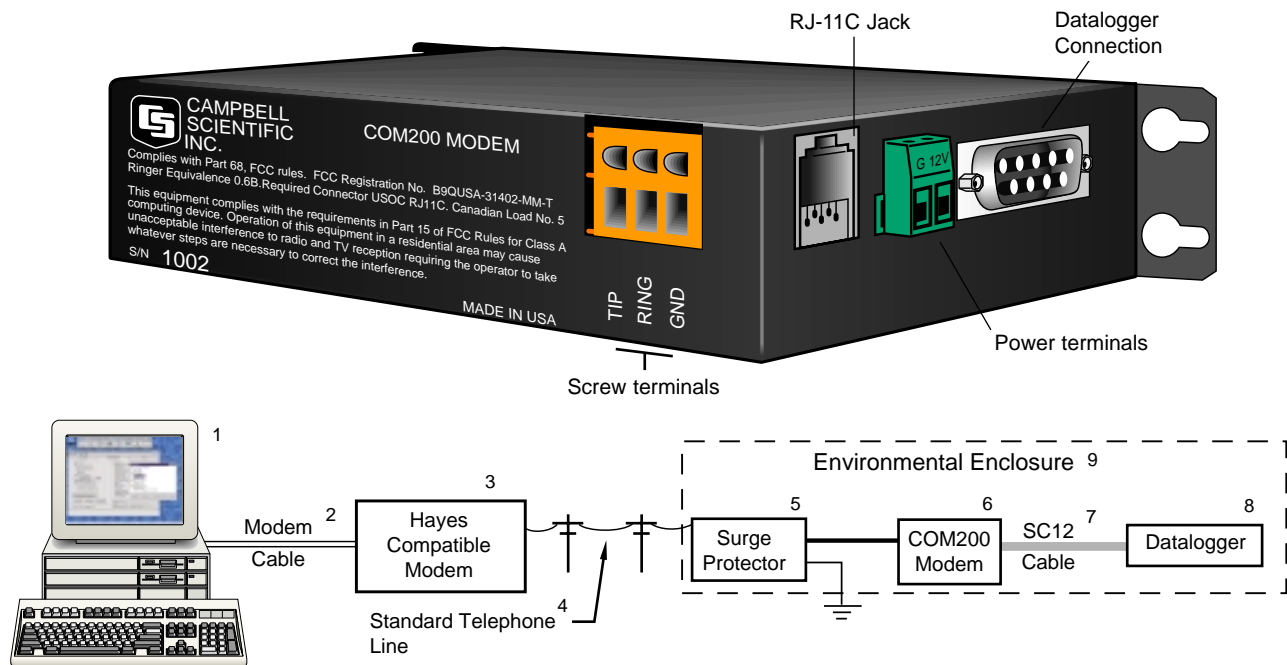 RJ-11C Jack
Datalogger
Connection
CS
CAMPBELL
SCIENTIFIC
INC.
COM200 MODEM
Complies with Part 68, FCC rules. FCC Registration No. B9QUSA-31402-MM-T
Ringer Equivalence 0.6B.Required Connector USOC RJ11C. Canadian Load No. 5
This equipment complies with the requirements in Part 15 of FCC Rules for Class A
computing device. Operation of this equipment in a residential area may cause
unacceptable interference to radio and TV reception requiring the operator to take
whatever steps are necessary to correct the interference.
S/N 1002
MADE IN USA
TIP
RING
GND
G 12V
Power terminals
Screw terminals
1
Modem 2
Cable
3
Hayes
Compatible
Modem
Standard Telephone 4
Line
Environmental Enclosure 9
5
Surge
Protector
6
COM200
Modem
SC12 7
Cable
8
Datalogger